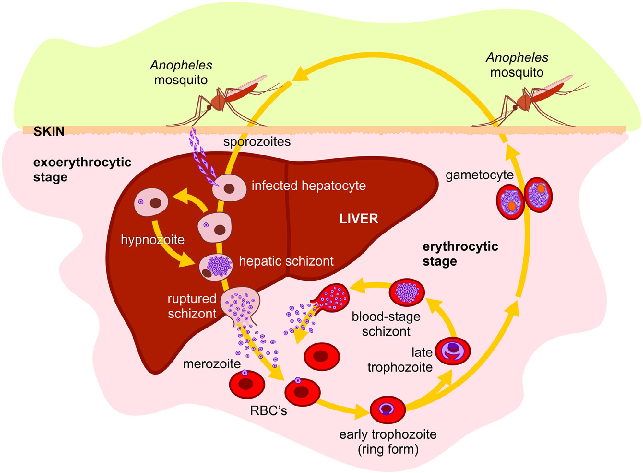 Anopheles
mosquito
Anopheles
mosquito
SKIN
sporozoites
exoerythrocytic
stage
infected hepatocyte
gametocyte
LIVER
hypnozoite
erythrocytic
stage
hepatic schizont
ruptured
schizont
blood-stage
schizont
late
trophozoite
merozoite
RBC's
early trophozoite
(ring form)